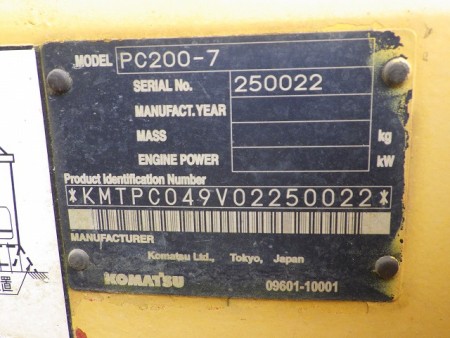 MODEL PC200-7
SERIAL No. 250022
MANUFACT.YEAR
MASS kg
ENGINE POWER kW
Product Identification Number
*KMTPC049V02250022*
MANUFACTURER
Komatsu Ltd., Tokyo, Japan
KOMATSU 09601-10001
置